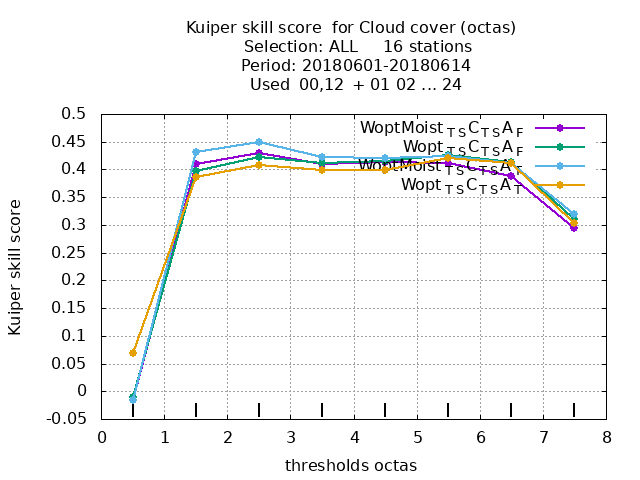 Kuiper skill score for Cloud cover (octas)
Selection: ALL 16 stations
Period: 20180601-20180614
Used 00,12 + 01 02 ... 24
0.5
0.45
0.4
0.35
0.3
0.25
0.2
0.15
0.1
0.05
0
-0.05
Kuiper skill score
WoptMoist TS C TS A F
Wopt TS C TS A F
WoptMoist TS C TS A T
Wopt TS C TS A T
0 1 2 3 4 5 6 7 8
thresholds octas